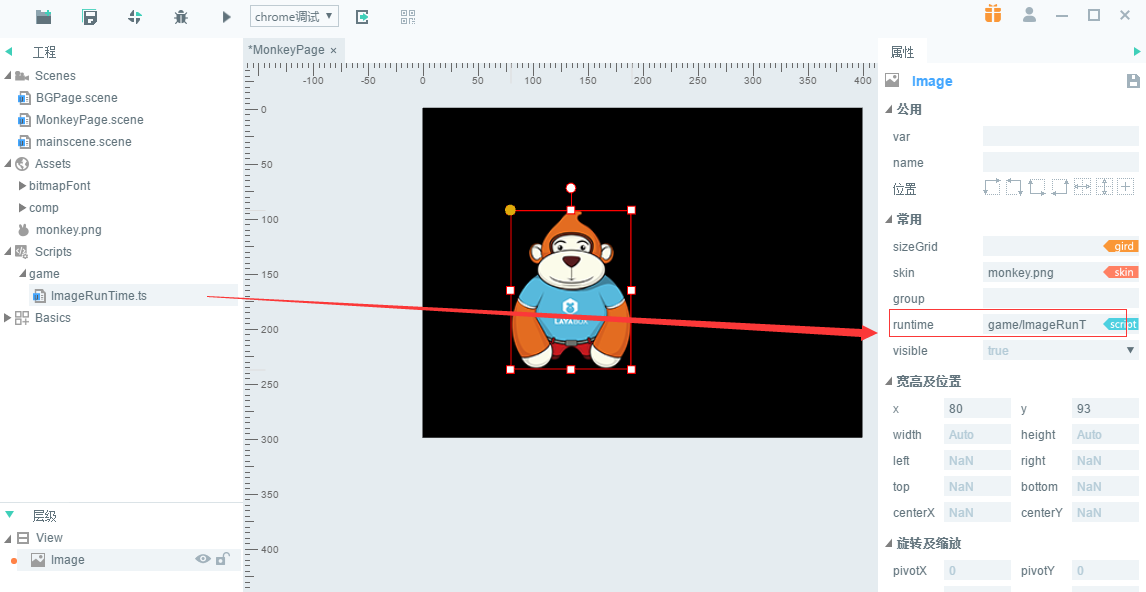 chrome调试
工程
Scenes
BGPage.scene
MonkeyPage.scene
mainscene.scene
Assets
bitmapFont
comp
monkey.png
Scripts
game
ImageRunTime.ts
Basics
层级
View
Image
*MonkeyPage ×
-100 -50 0 50 100 150 200 250 300 350 400
0
50
100
150
200
250
300
350
400
LAYABOX
属性
Image
公用
var
name
位置
常用
sizeGrid gird
skin monkey.png skin
group
runtime game/ImageRunT script
visible true
宽高及位置
x 80 y 93
width Auto height Auto
left NaN right NaN
top NaN bottom NaN
centerX NaN centerY NaN
旋转及缩放
pivotX 0 pivotY 0